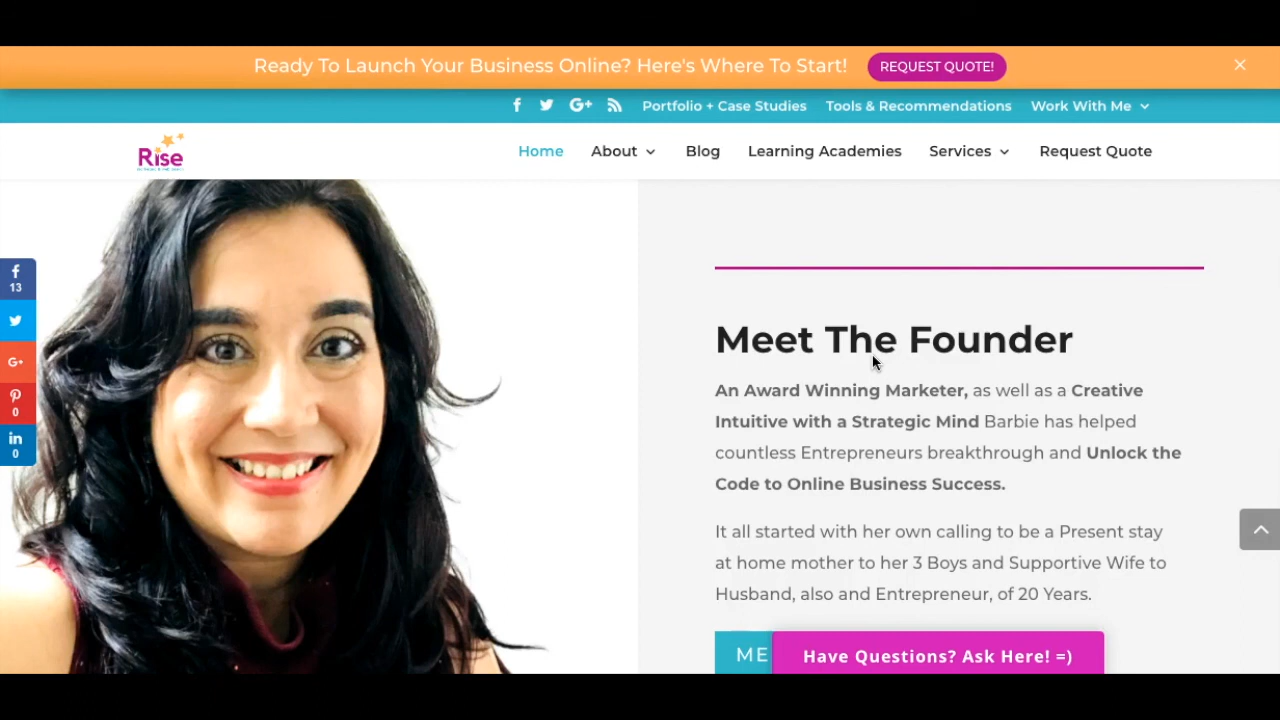 Ready To Launch Your Business Online? Here's Where To Start!
REQUEST QUOTE!
Portfolio + Case Studies
Tools & Recommendations
Work With Me
Rise
Home
About
Blog
Learning Academies
Services
Request Quote
13
0
0
Meet The Founder
An Award Winning Marketer, as well as a Creative
Intuitive with a Strategic Mind Barbie has helped
countless Entrepreneurs breakthrough and Unlock the
Code to Online Business Success.
It all started with her own calling to be a Present stay
at home mother to her 3 Boys and Supportive Wife to
Husband, also and Entrepreneur, of 20 Years.
ME
Have Questions? Ask Here! =)